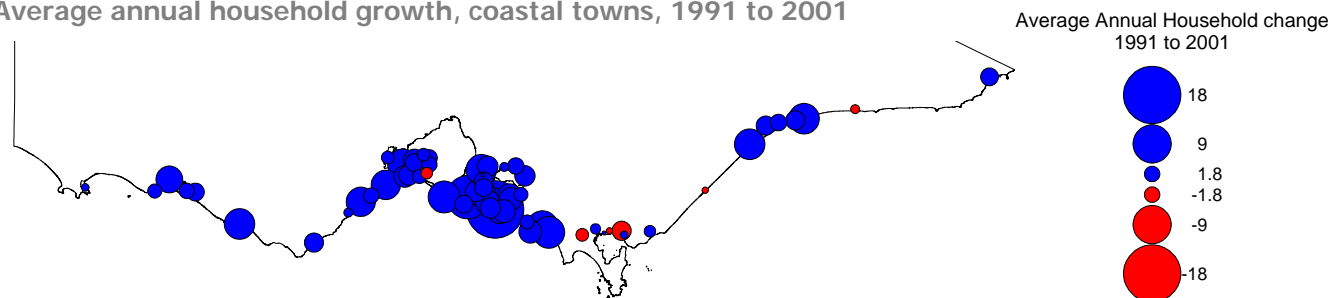 Average annual household growth, coastal towns, 1991 to 2001
Average Annual Household change
1991 to 2001
18
9
1.8
-1.8
-9
-18